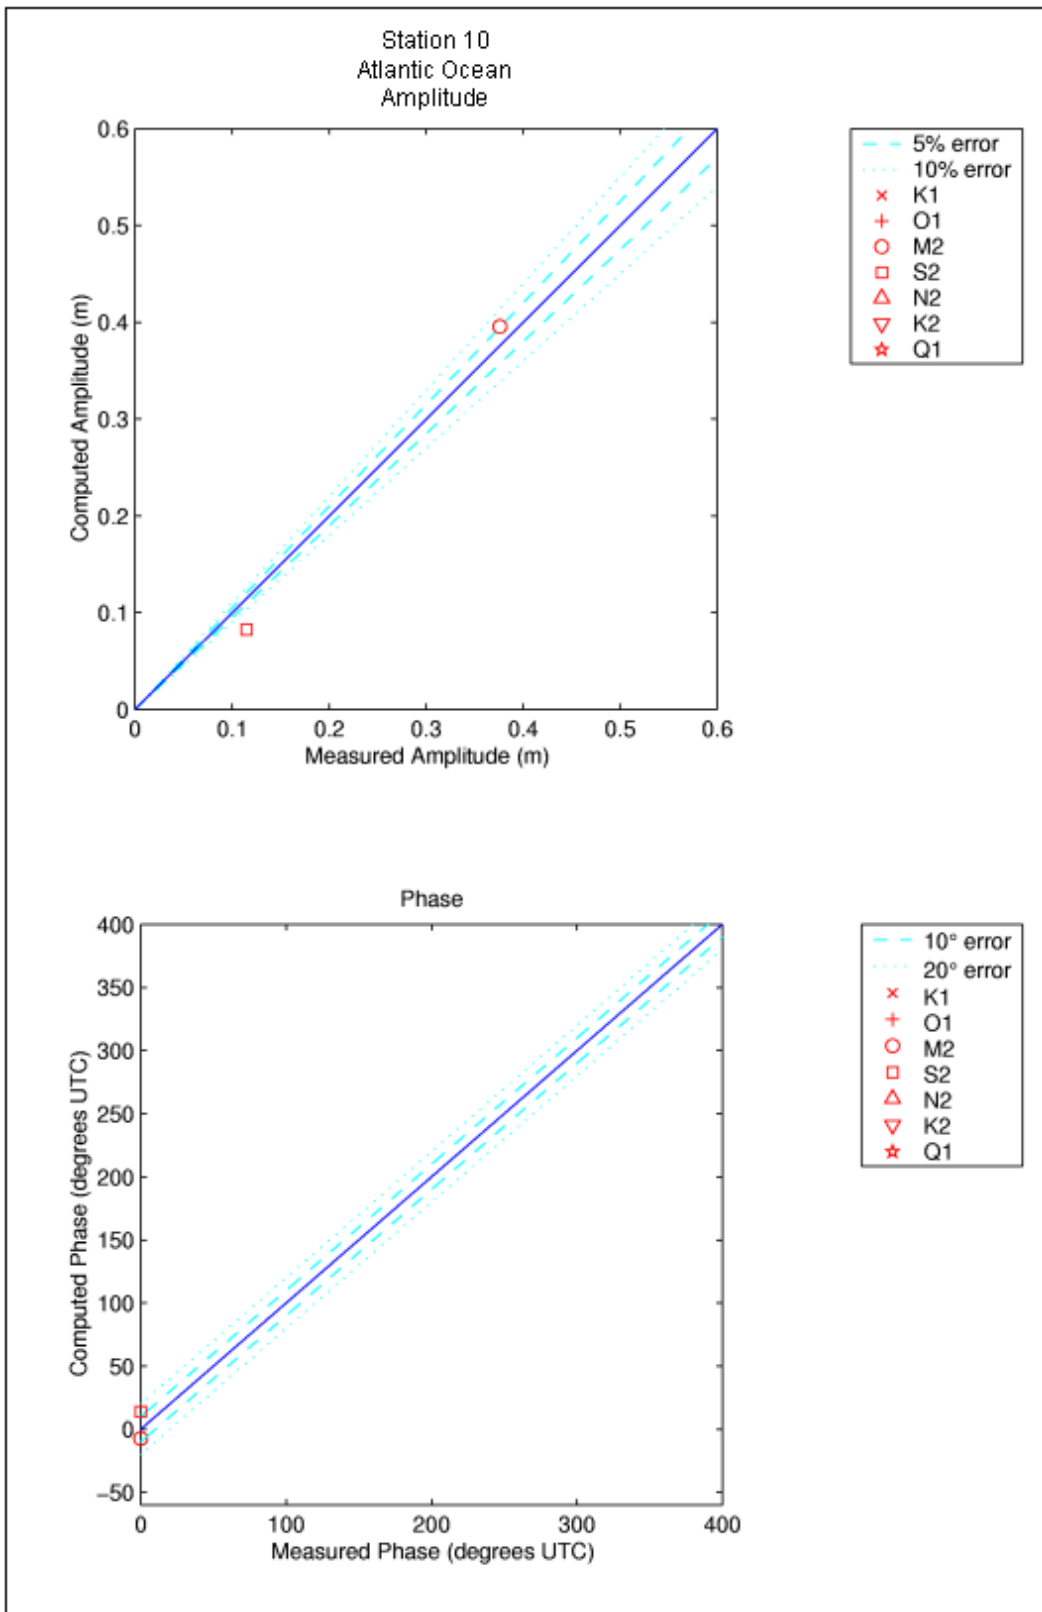 Station 10
Atlantic Ocean
Amplitude
0.6
0.5
0.4
0.3
0.2
0.1
0
Computed Amplitude (m)
0 0.1 0.2 0.3 0.4 0.5 0.6
Measured Amplitude (m)
5% error
10% error
K1
O1
M2
S2
N2
K2
Q1
Phase
400
350
300
250
200
150
100
50
0
−50
Computed Phase (degrees UTC)
0 100 200 300 400
Measured Phase (degrees UTC)
10° error
20° error
K1
O1
M2
S2
N2
K2
Q1